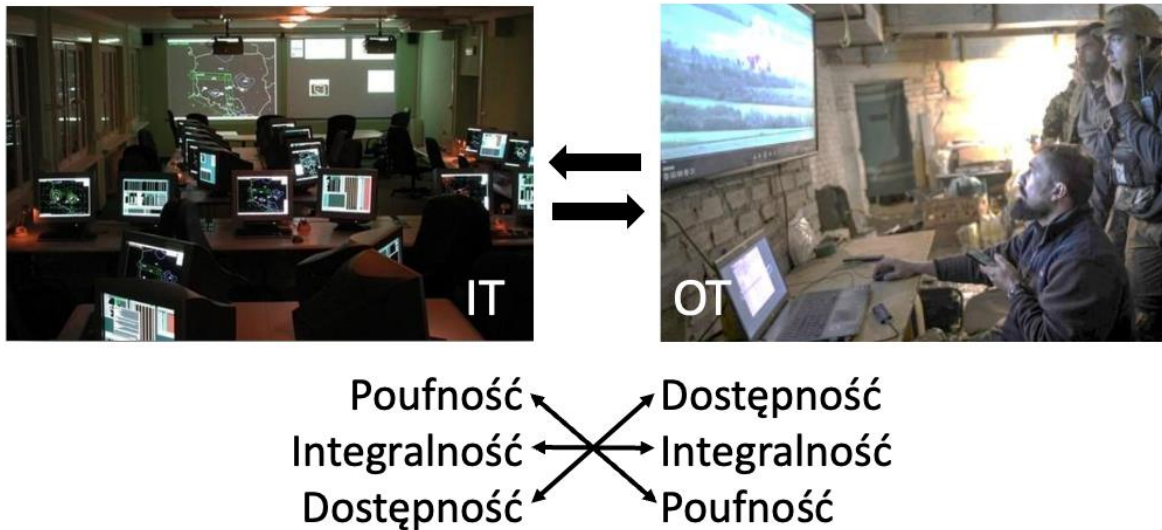 IT
OT
Poufność
Dostępność
Integralność
Integralność
Dostępność
Poufność